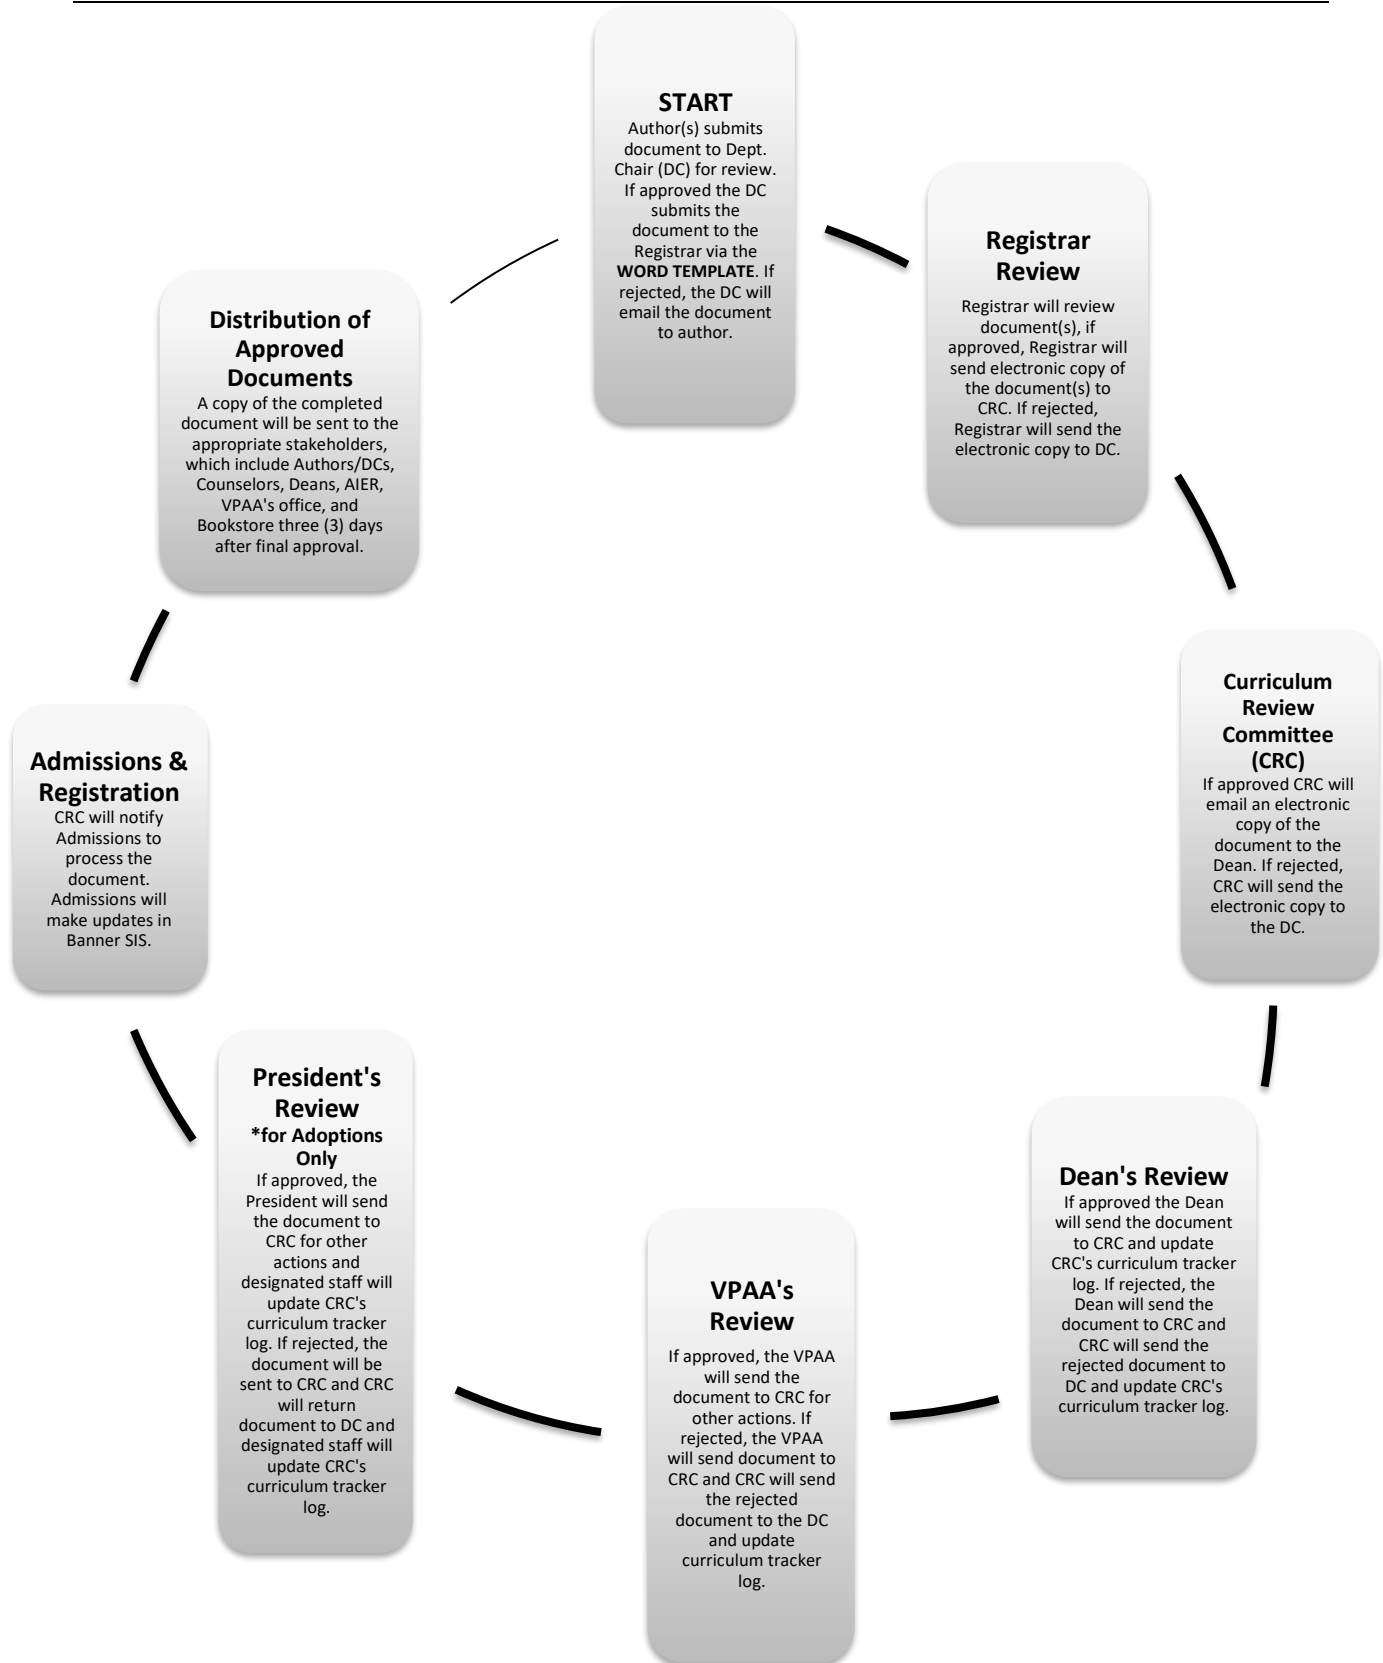 START
Author(s) submits
document to Dept.
Chair (DC) for review.
If approved the DC
submits the
document to the
Registrar via the
WORD TEMPLATE. If
rejected, the DC will
email the document
to author.
Registrar
Review
Registrar will review
document(s), if
approved, Registrar will
send electronic copy of
the document(s) to
CRC. If rejected,
Registrar will send the
electronic copy to DC.
Curriculum
Review
Committee
(CRC)
If approved CRC will
email an electronic
copy of the
document to the
Dean. If rejected,
CRC will send the
electronic copy to
the DC.
Dean's Review
If approved the Dean
will send the document
to CRC and update
CRC's curriculum tracker
log. If rejected, the
Dean will send the
document to CRC and
CRC will send the
rejected document to
DC and update CRC's
curriculum tracker log.
VPAA's
Review
If approved, the VPAA
will send the
document to CRC for
other actions. If
rejected, the VPAA
will send document to
CRC and CRC will send
the rejected
document to the DC
and update
curriculum tracker
log.
President's
Review
*for Adoptions
Only
If approved, the
President will send
the document to
CRC for other
actions and
designated staff will
update CRC's
curriculum tracker
log. If rejected, the
document will be
sent to CRC and CRC
will return
document to DC and
designated staff will
update CRC's
curriculum tracker
log.
Admissions &
Registration
CRC will notify
Admissions to
process the
document.
Admissions will
make updates in
Banner SIS.
Distribution of
Approved
Documents
A copy of the completed
document will be sent to the
appropriate stakeholders,
which include Authors/DCs,
Counselors, Deans, AIER,
VPAA's office, and
Bookstore three (3) days
after final approval.